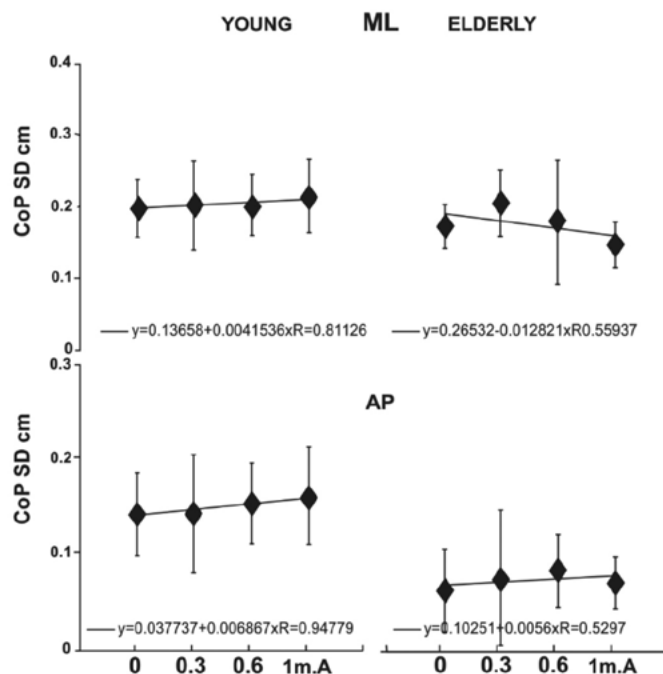 YOUNG ML ELDERLY
0.4
0.3
0.2
0.1
0
CoP SD cm
y=0.13658+0.0041536xR=0.81126
y=0.26532-0.012821xR0.55937
AP
0.3
0.2
0.1
0
CoP SD cm
y=0.037737+0.006867xR=0.94779
y=0.10251+0.0056xR=0.5297
0 0.3 0.6 1m.A
0 0.3 0.6 1m.A